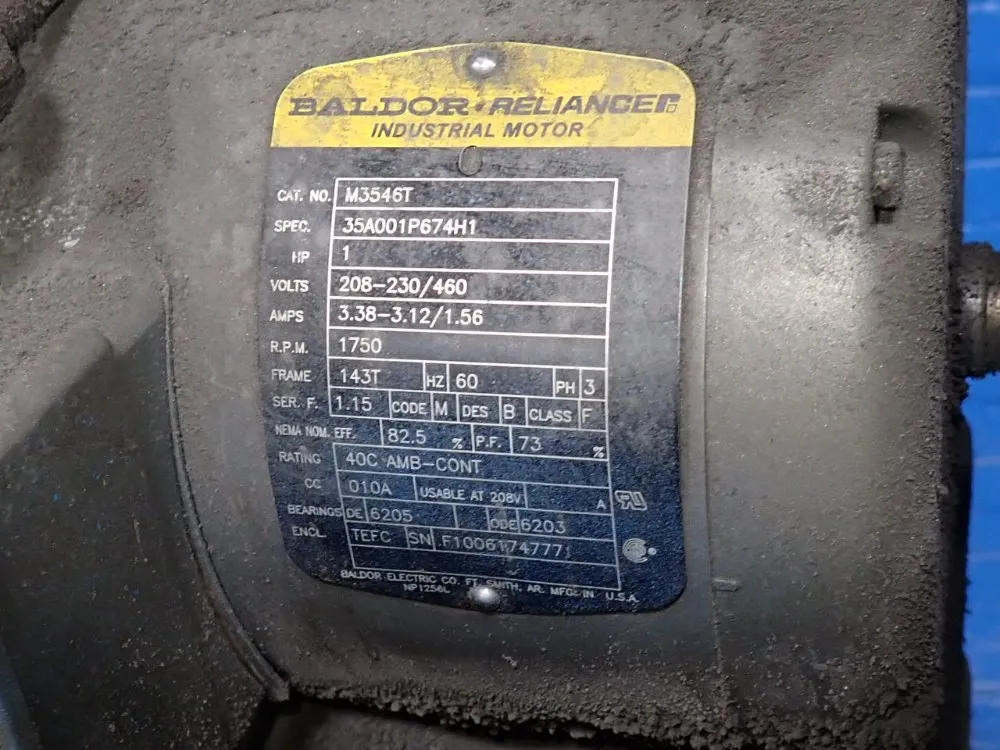 BALDOR · RELIANCE
INDUSTRIAL MOTOR
CAT. NO. M3546T
SPEC. 35A001P674H1
HP 1
VOLTS 208-230/460
AMPS 3.38-3.12/1.56
R.P.M. 1750
FRAME 143T HZ 60 PH 3
SER. F. 1.15 CODE M DES B CLASS F
NEMA NOM. EFF. 82.5 % P.F. 73 %
RATING 40C AMB-CONT
CC 010A USABLE AT 208V A
BEARINGS DE 6205 ODE 6203
ENCL. TEFC SN
BALDOR ELECTRIC CO. FT. SMITH, AR. MFG. IN U.S.A.
NP1256L